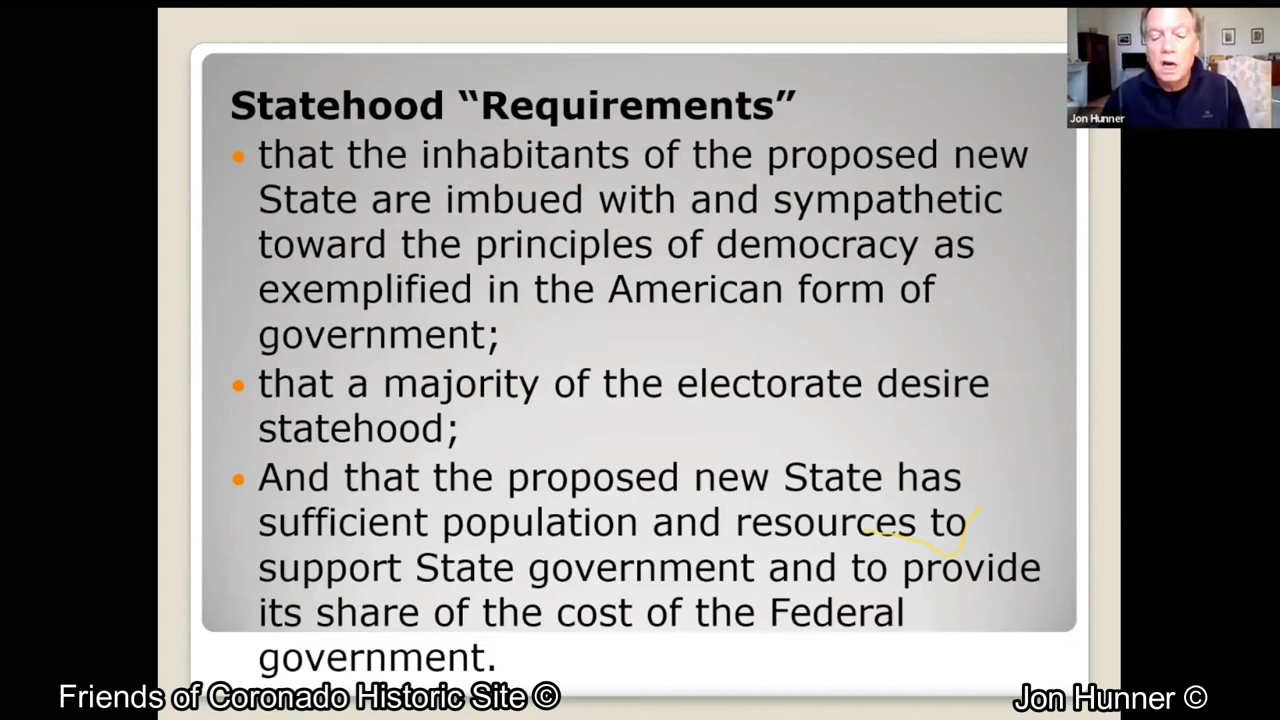 Statehood “Requirements”
that the inhabitants of the proposed new
State are imbued with and sympathetic
toward the principles of democracy as
exemplified in the American form of
government;
that a majority of the electorate desire
statehood;
And that the proposed new State has
sufficient population and resources to
support State government and to provide
its share of the cost of the Federal
government.
Jon Hunner
Friends of Coronado Historic Site ©
Jon Hunner ©